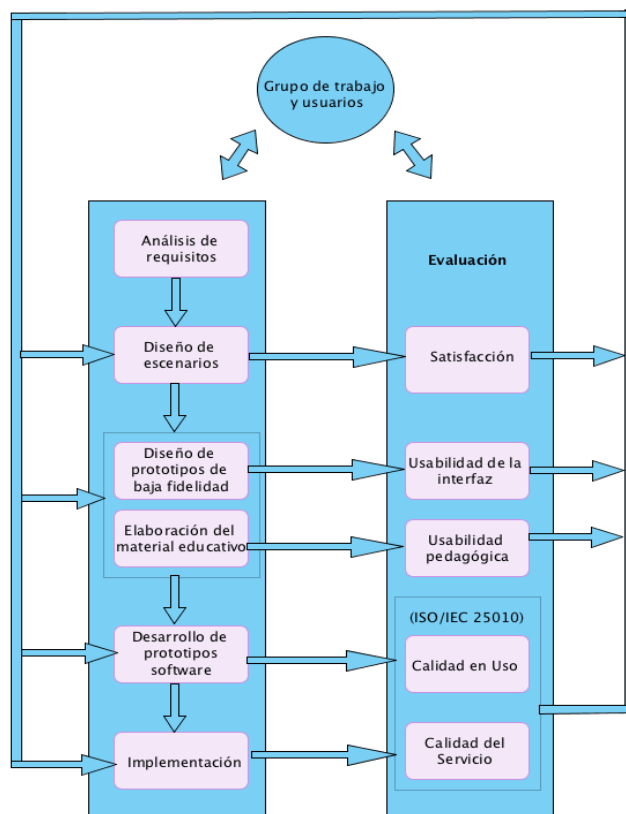 Grupo de trabajo
y usuarios
Análisis de
requisitos
Evaluación
Diseño de
escenarios
Satisfacción
Diseño de
prototipos de
baja fidelidad
Usabilidad de la
interfaz
Elaboración del
material educativo
Usabilidad
pedagógica
(ISO/IEC 25010)
Desarrollo de
prototipos
software
Calidad en Uso
Implementación
Calidad del
Servicio